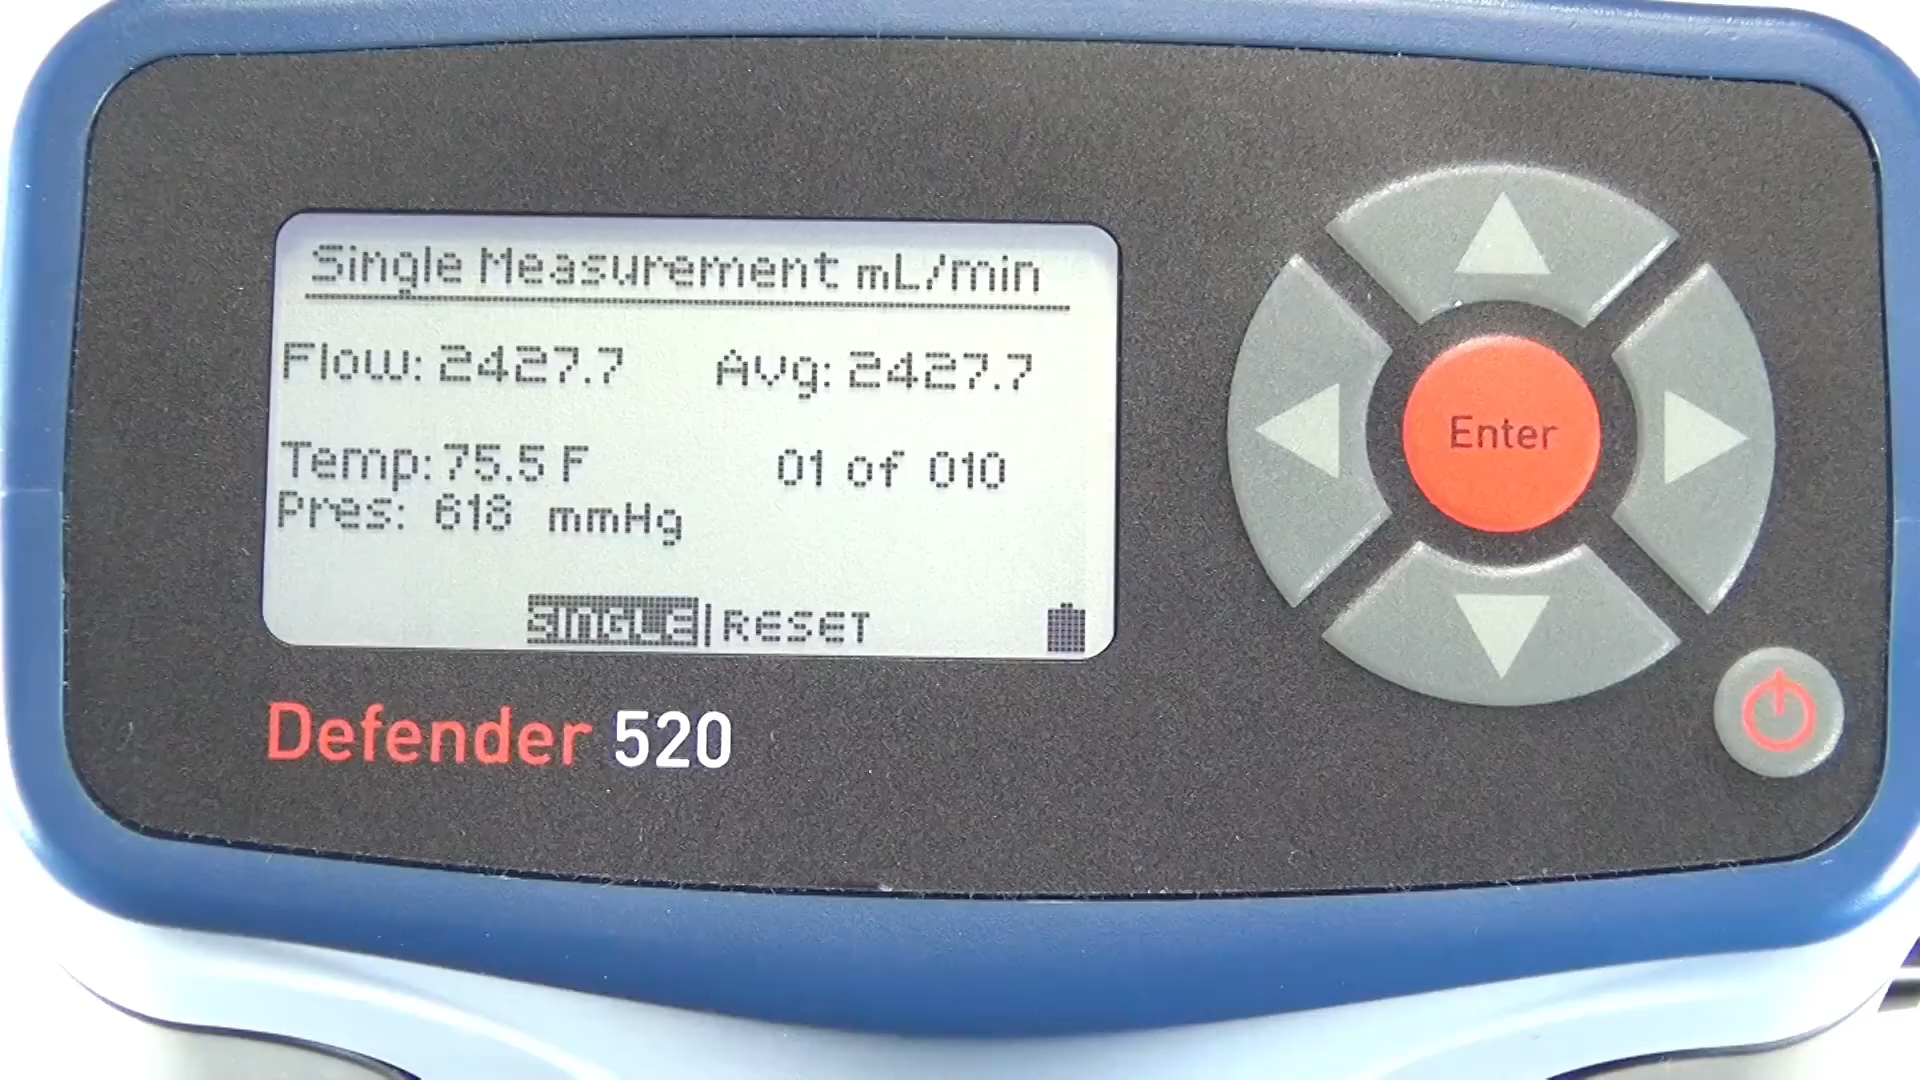 Single Measurement mL/min
Flow: 2427.7 Avg: 2427.7
Temp: 75.5 F 01 of 010
Pres: 618 mmHg
SINGLE|RESET
Defender 520
Enter